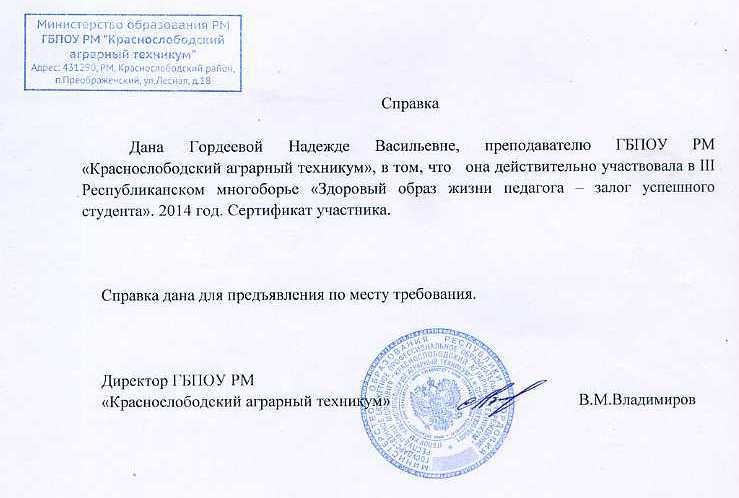 Министерство образования РМ
ГБПОУ РМ "Краснослободский
аграрный техникум"
Адрес: 431290, РМ, Краснослободский район,
п.Преображенский, ул.Лесная, д.18
Справка
Дана Гордеевой Надежде Васильевне, преподавателю ГБПОУ РМ
«Краснослободский аграрный техникум», в том, что она действительно участвовала в III
Республиканском многоборье «Здоровый образ жизни педагога – залог успешного
студента». 2014 год. Сертификат участника.
Справка дана для предъявления по месту требования.
Директор ГБПОУ РМ
«Краснослободский аграрный техникум»
В.М.Владимиров